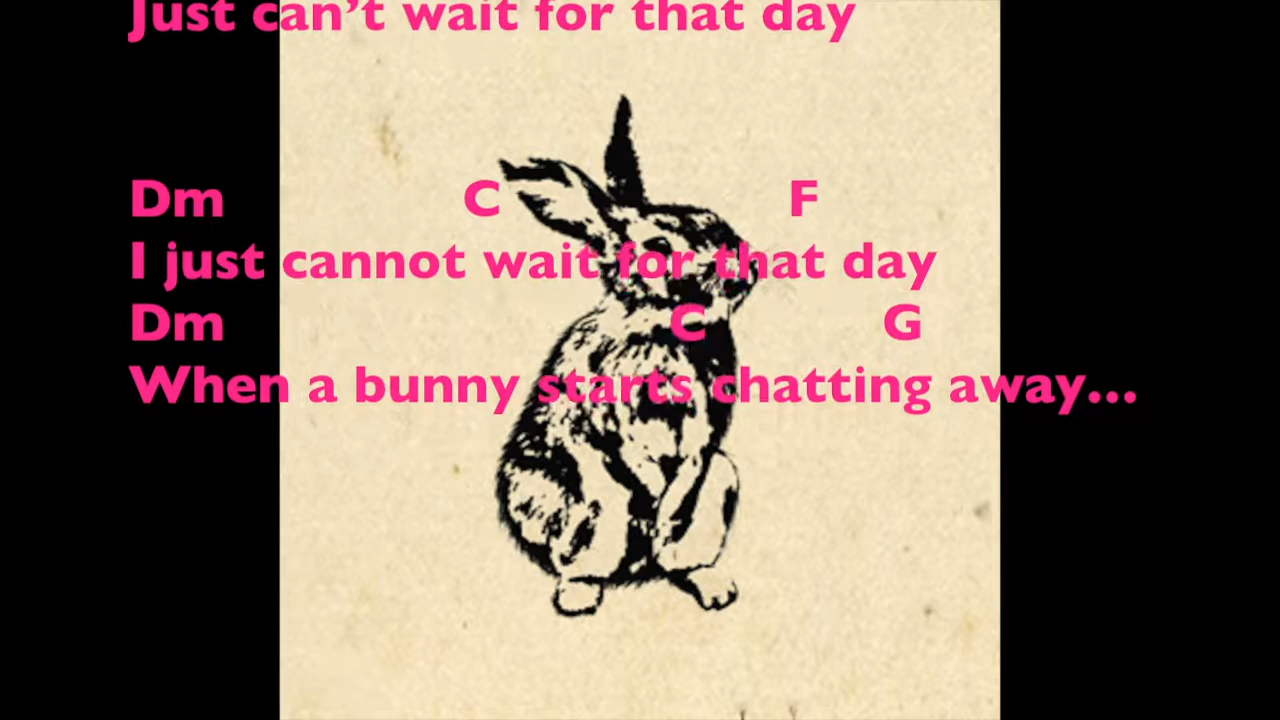 Just can't wait for that day
Dm C F
I just cannot wait for that day
Dm C G
When a bunny starts chatting away...